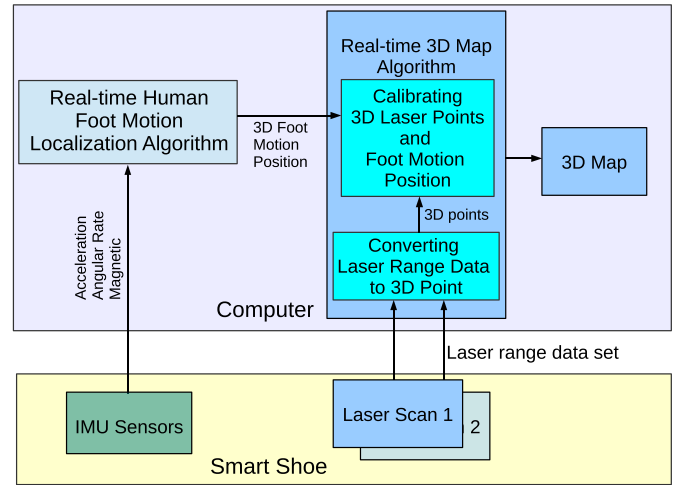 Real-time 3D Map
Algorithm
Real-time Human
Foot Motion
Localization Algorithm
3D Foot
Motion
Position
Calibrating
3D Laser Points
and
Foot Motion
Position
3D Map
3D points
Acceleration
Angular Rate
Magnetic
Converting
Laser Range Data
to 3D Point
Computer
Laser range data set
IMU Sensors
Laser Scan 1
2
Smart Shoe